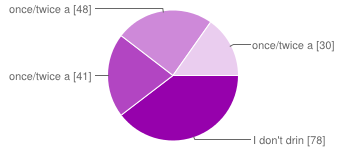 once/twice a [48]
once/twice a [30]
once/twice a [41]
I don't drin [78]